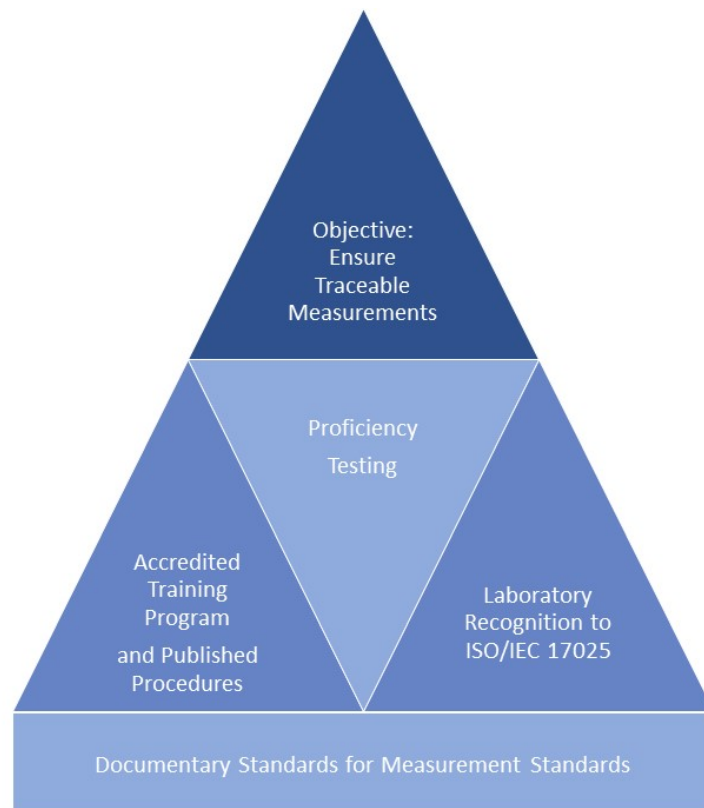 Objective:
Ensure
Traceable
Measurements
Proficiency
Testing
Accredited
Training
Program
and Published
Procedures
Laboratory
Recognition to
ISO/IEC 17025
Documentary Standards for Measurement Standards